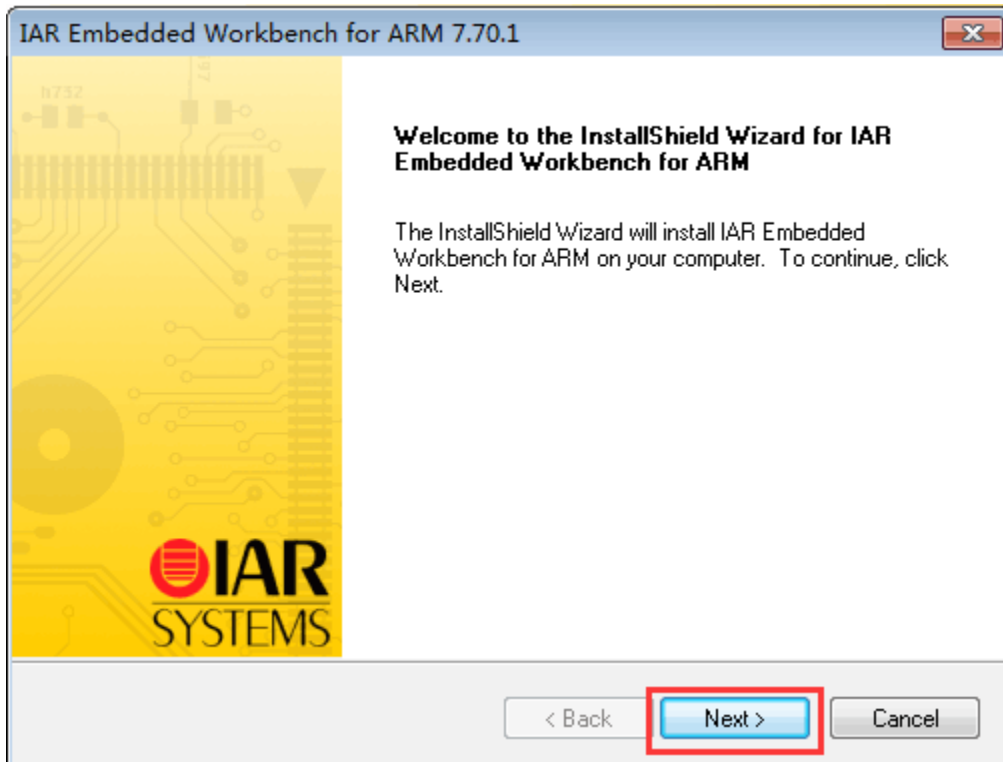 IAR Embedded Workbench for ARM 7.70.1
h732
Welcome to the InstallShield Wizard for IAR
Embedded Workbench for ARM
The InstallShield Wizard will install IAR Embedded
Workbench for ARM on your computer.  To continue, click
Next.
IAR
SYSTEMS
< Back
Next >
Cancel